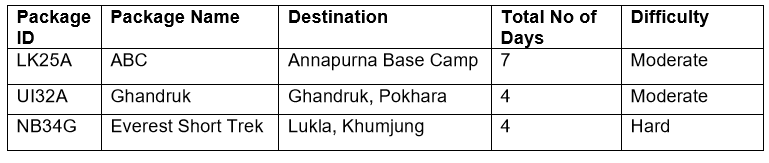 Package ID Package Name Destination Total No of Days Difficulty
LK25A ABC Annapurna Base Camp 7 Moderate
UI32A Ghandruk Ghandruk, Pokhara 4 Moderate
NB34G Everest Short Trek Lukla, Khumjung 4 Hard